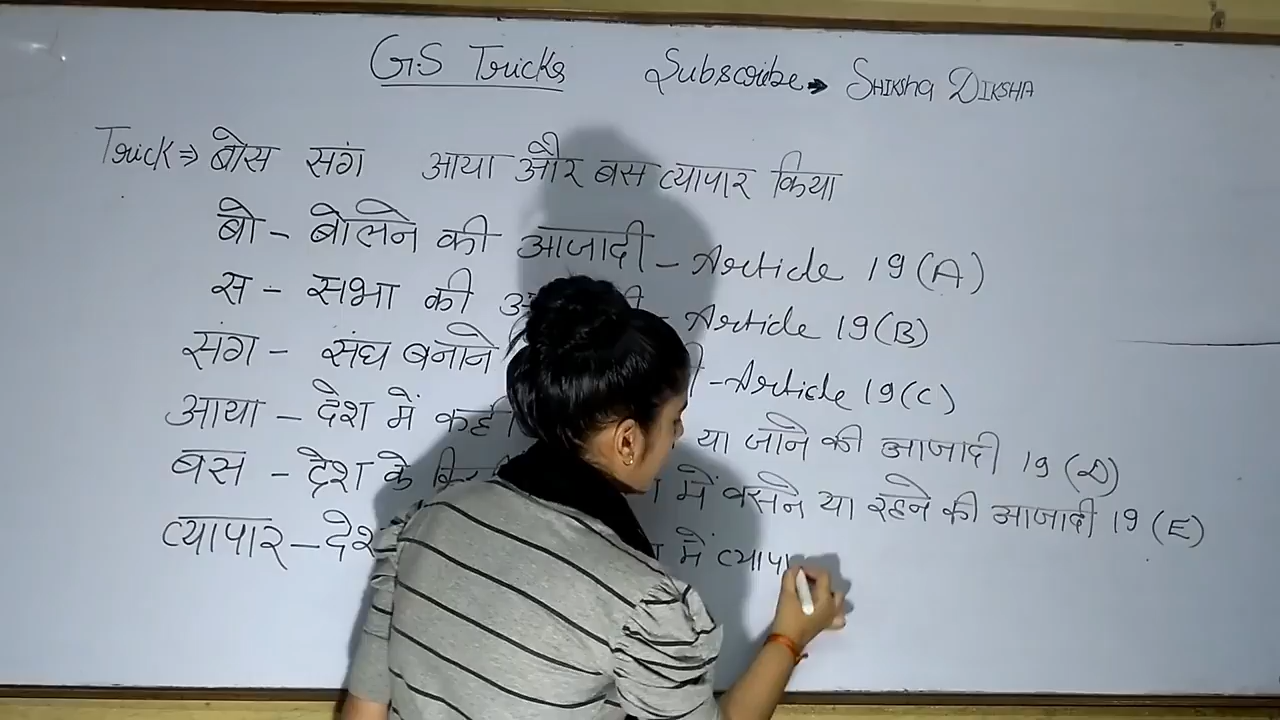 G.S Tricks Subscribe → SHIKSHA DIKSHA
Trick ⇒ बोस संग आया और बस व्यापार किया
बो - बोलने की आजादी - Article 19 (A)
स - सभा की - Article 19 (B)
संग - संघ बनाने - Article 19 (C)
आया - देश में कहीं या जाने की आजादी 19 (D)
बस - देश के में बसने या रहने की आजादी 19 (E)
व्यापार - देश में व्यापा